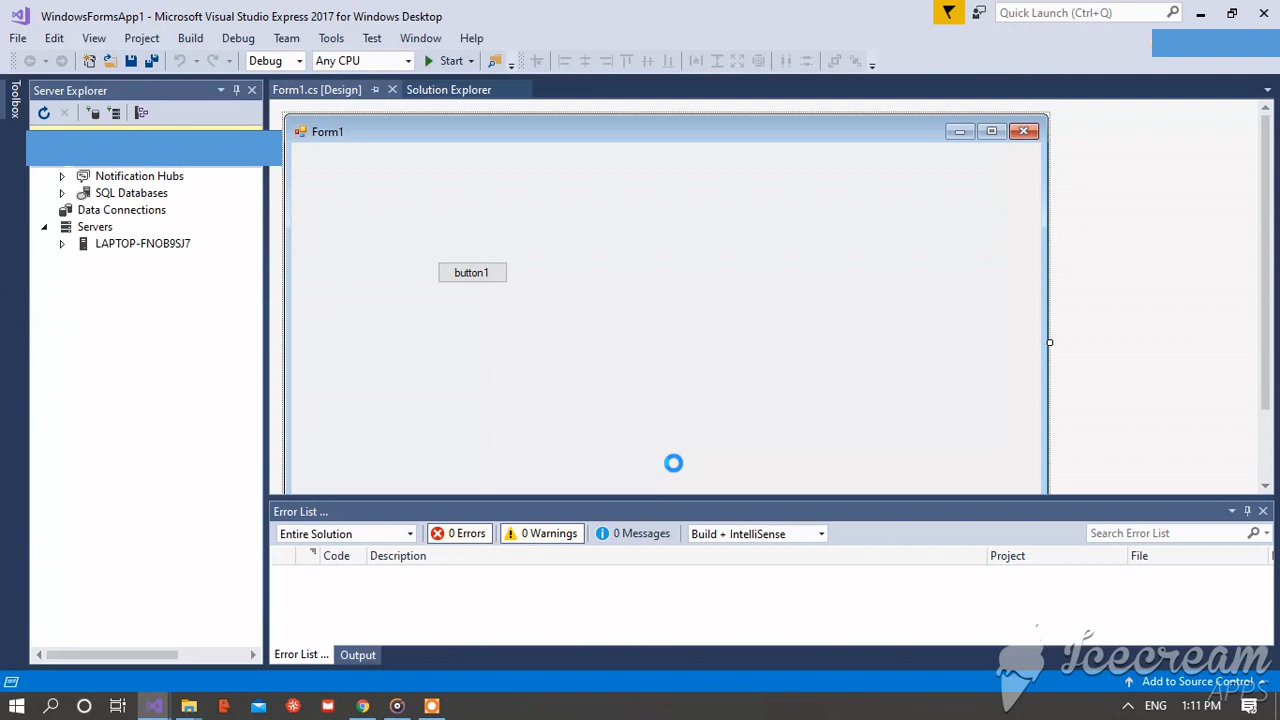 WindowsFormsApp1 - Microsoft Visual Studio Express 2017 for Windows Desktop
Quick Launch (Ctrl+Q)
File Edit View Project Build Debug Team Tools Test Window Help
Debug Any CPU Start
Toolbox
Server Explorer
Form1.cs [Design] Solution Explorer
Form1
Notification Hubs
SQL Databases
Data Connections
Servers
LAPTOP-FNOB9SJ7
button1
Error List ...
Entire Solution 0 Errors 0 Warnings 0 Messages Build + IntelliSense Search Error List
Code Description Project File
Error List ... Output
Icecream
APPS
Add to Source Control
ENG 1:11 PM